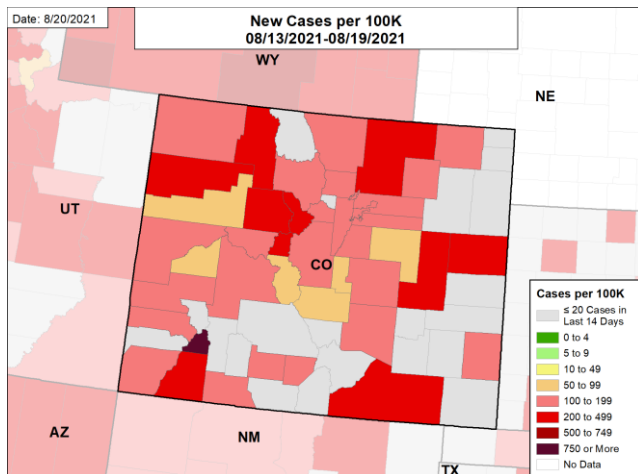 Date: 8/20/2021
New Cases per 100K
08/13/2021-08/19/2021
WY
NE
UT
CO
Cases per 100K
≤ 20 Cases in
Last 14 Days
0 to 4
5 to 9
10 to 49
50 to 99
100 to 199
200 to 499
500 to 749
750 or More
No Data
AZ
NM
TX